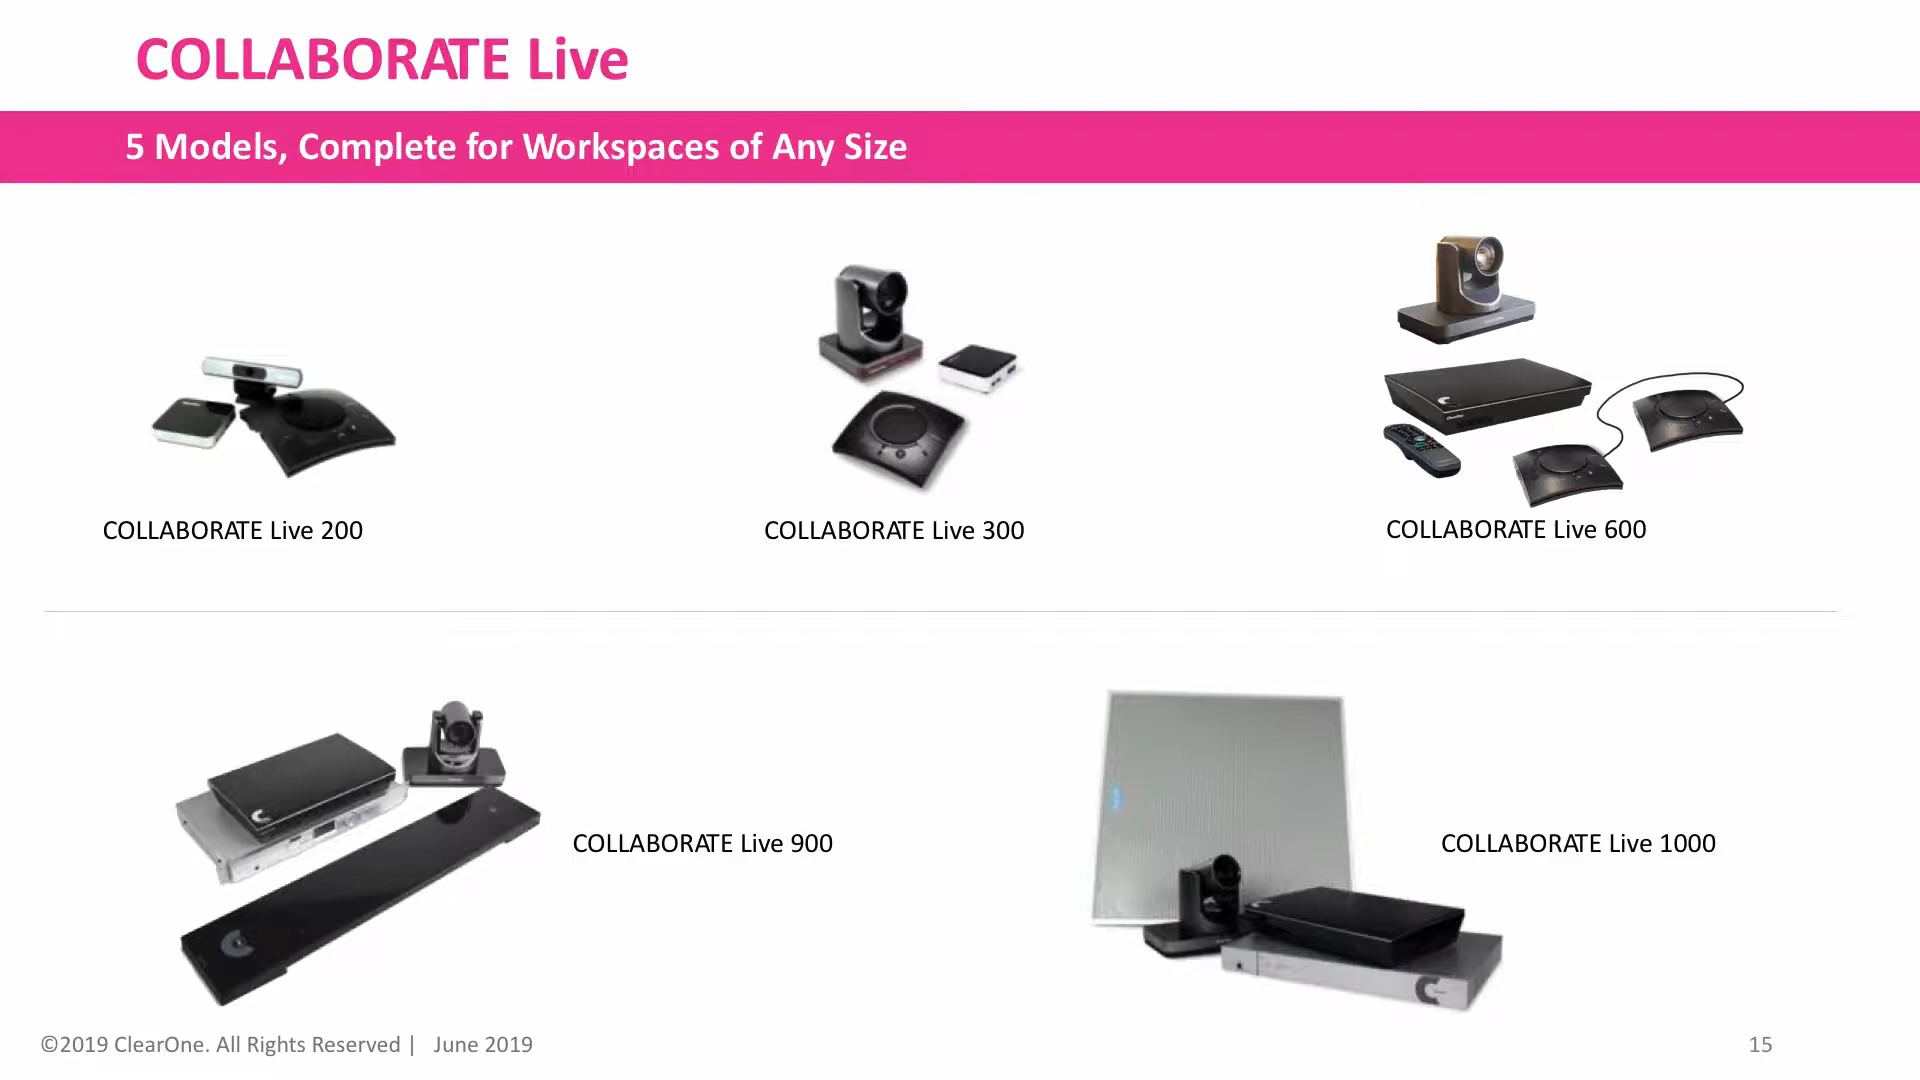 COLLABORATE Live
5 Models, Complete for Workspaces of Any Size
COLLABORATE Live 200
COLLABORATE Live 300
COLLABORATE Live 600
COLLABORATE Live 900
COLLABORATE Live 1000
©2019 ClearOne. All Rights Reserved | June 2019
15